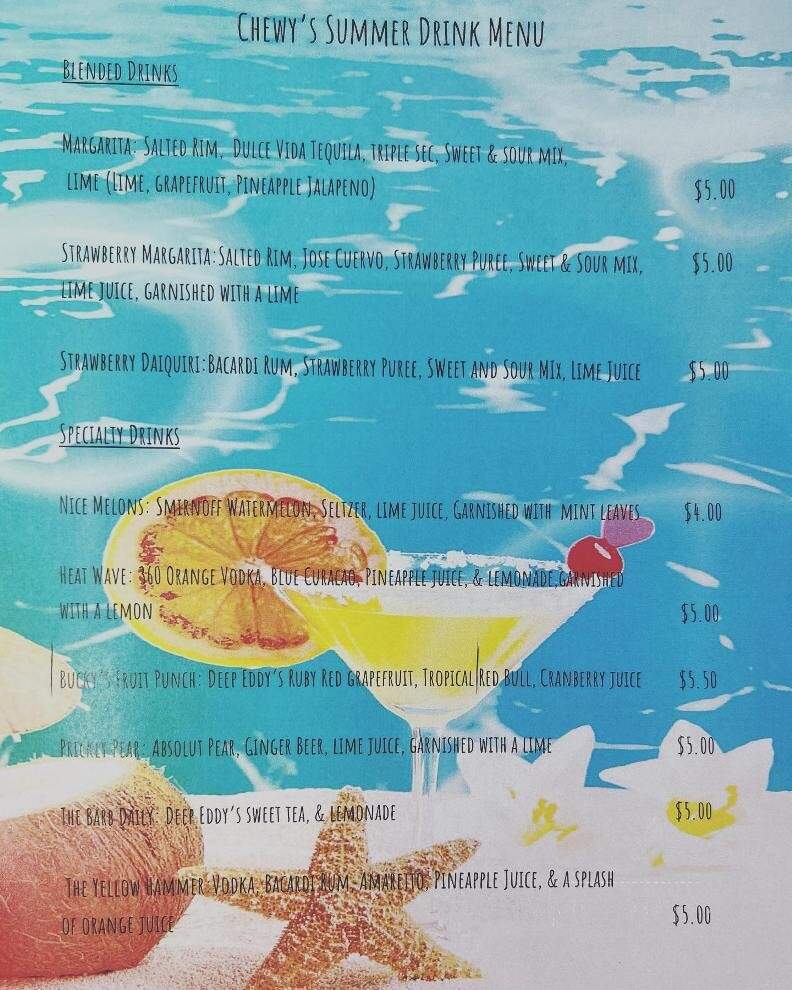 Chewy's Summer Drink Menu
Blended Drinks
Margarita: Salted Rim, Dulce Vida Tequila, triple sec, Sweet & sour mix,
lime (Lime, grapefruit, Pineapple Jalapeno) $5.00
Strawberry Margarita: Salted Rim, Jose Cuervo, Strawberry Puree, Sweet & Sour mix, $5.00
lime juice, garnished with a lime
Strawberry Daiquiri: Bacardi Rum, Strawberry Puree, Sweet and Sour Mix, Lime Juice $5.00
Specialty Drinks
Nice Melons: Smirnoff Watermelon, Seltzer, lime juice, Garnished with mint leaves $4.00
Heat Wave: 360 Orange Vodka, Blue Curacao, Pineapple juice, & lemonade, garnished
with a lemon $5.00
Bucky's Fruit Punch: Deep Eddy's Ruby Red grapefruit, Tropical Red Bull, Cranberry juice $5.50
Prickly Pear: Absolut Pear, Ginger Beer, lime juice, garnished with a lime $5.00
The Barb Daily: Deep Eddy's sweet tea, & lemonade $5.00
The Yellow Hammer: Vodka, Bacardi Rum, Amaretto, Pineapple Juice, & a splash
of orange juice $5.00